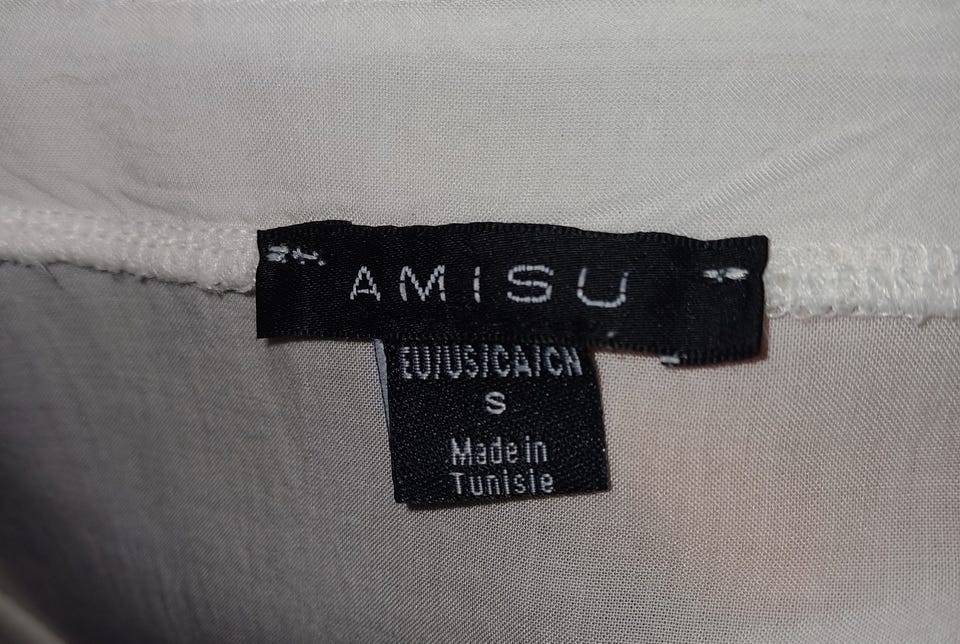 AMISU
EU/US/CA/CN
S
Made in
Tunisie